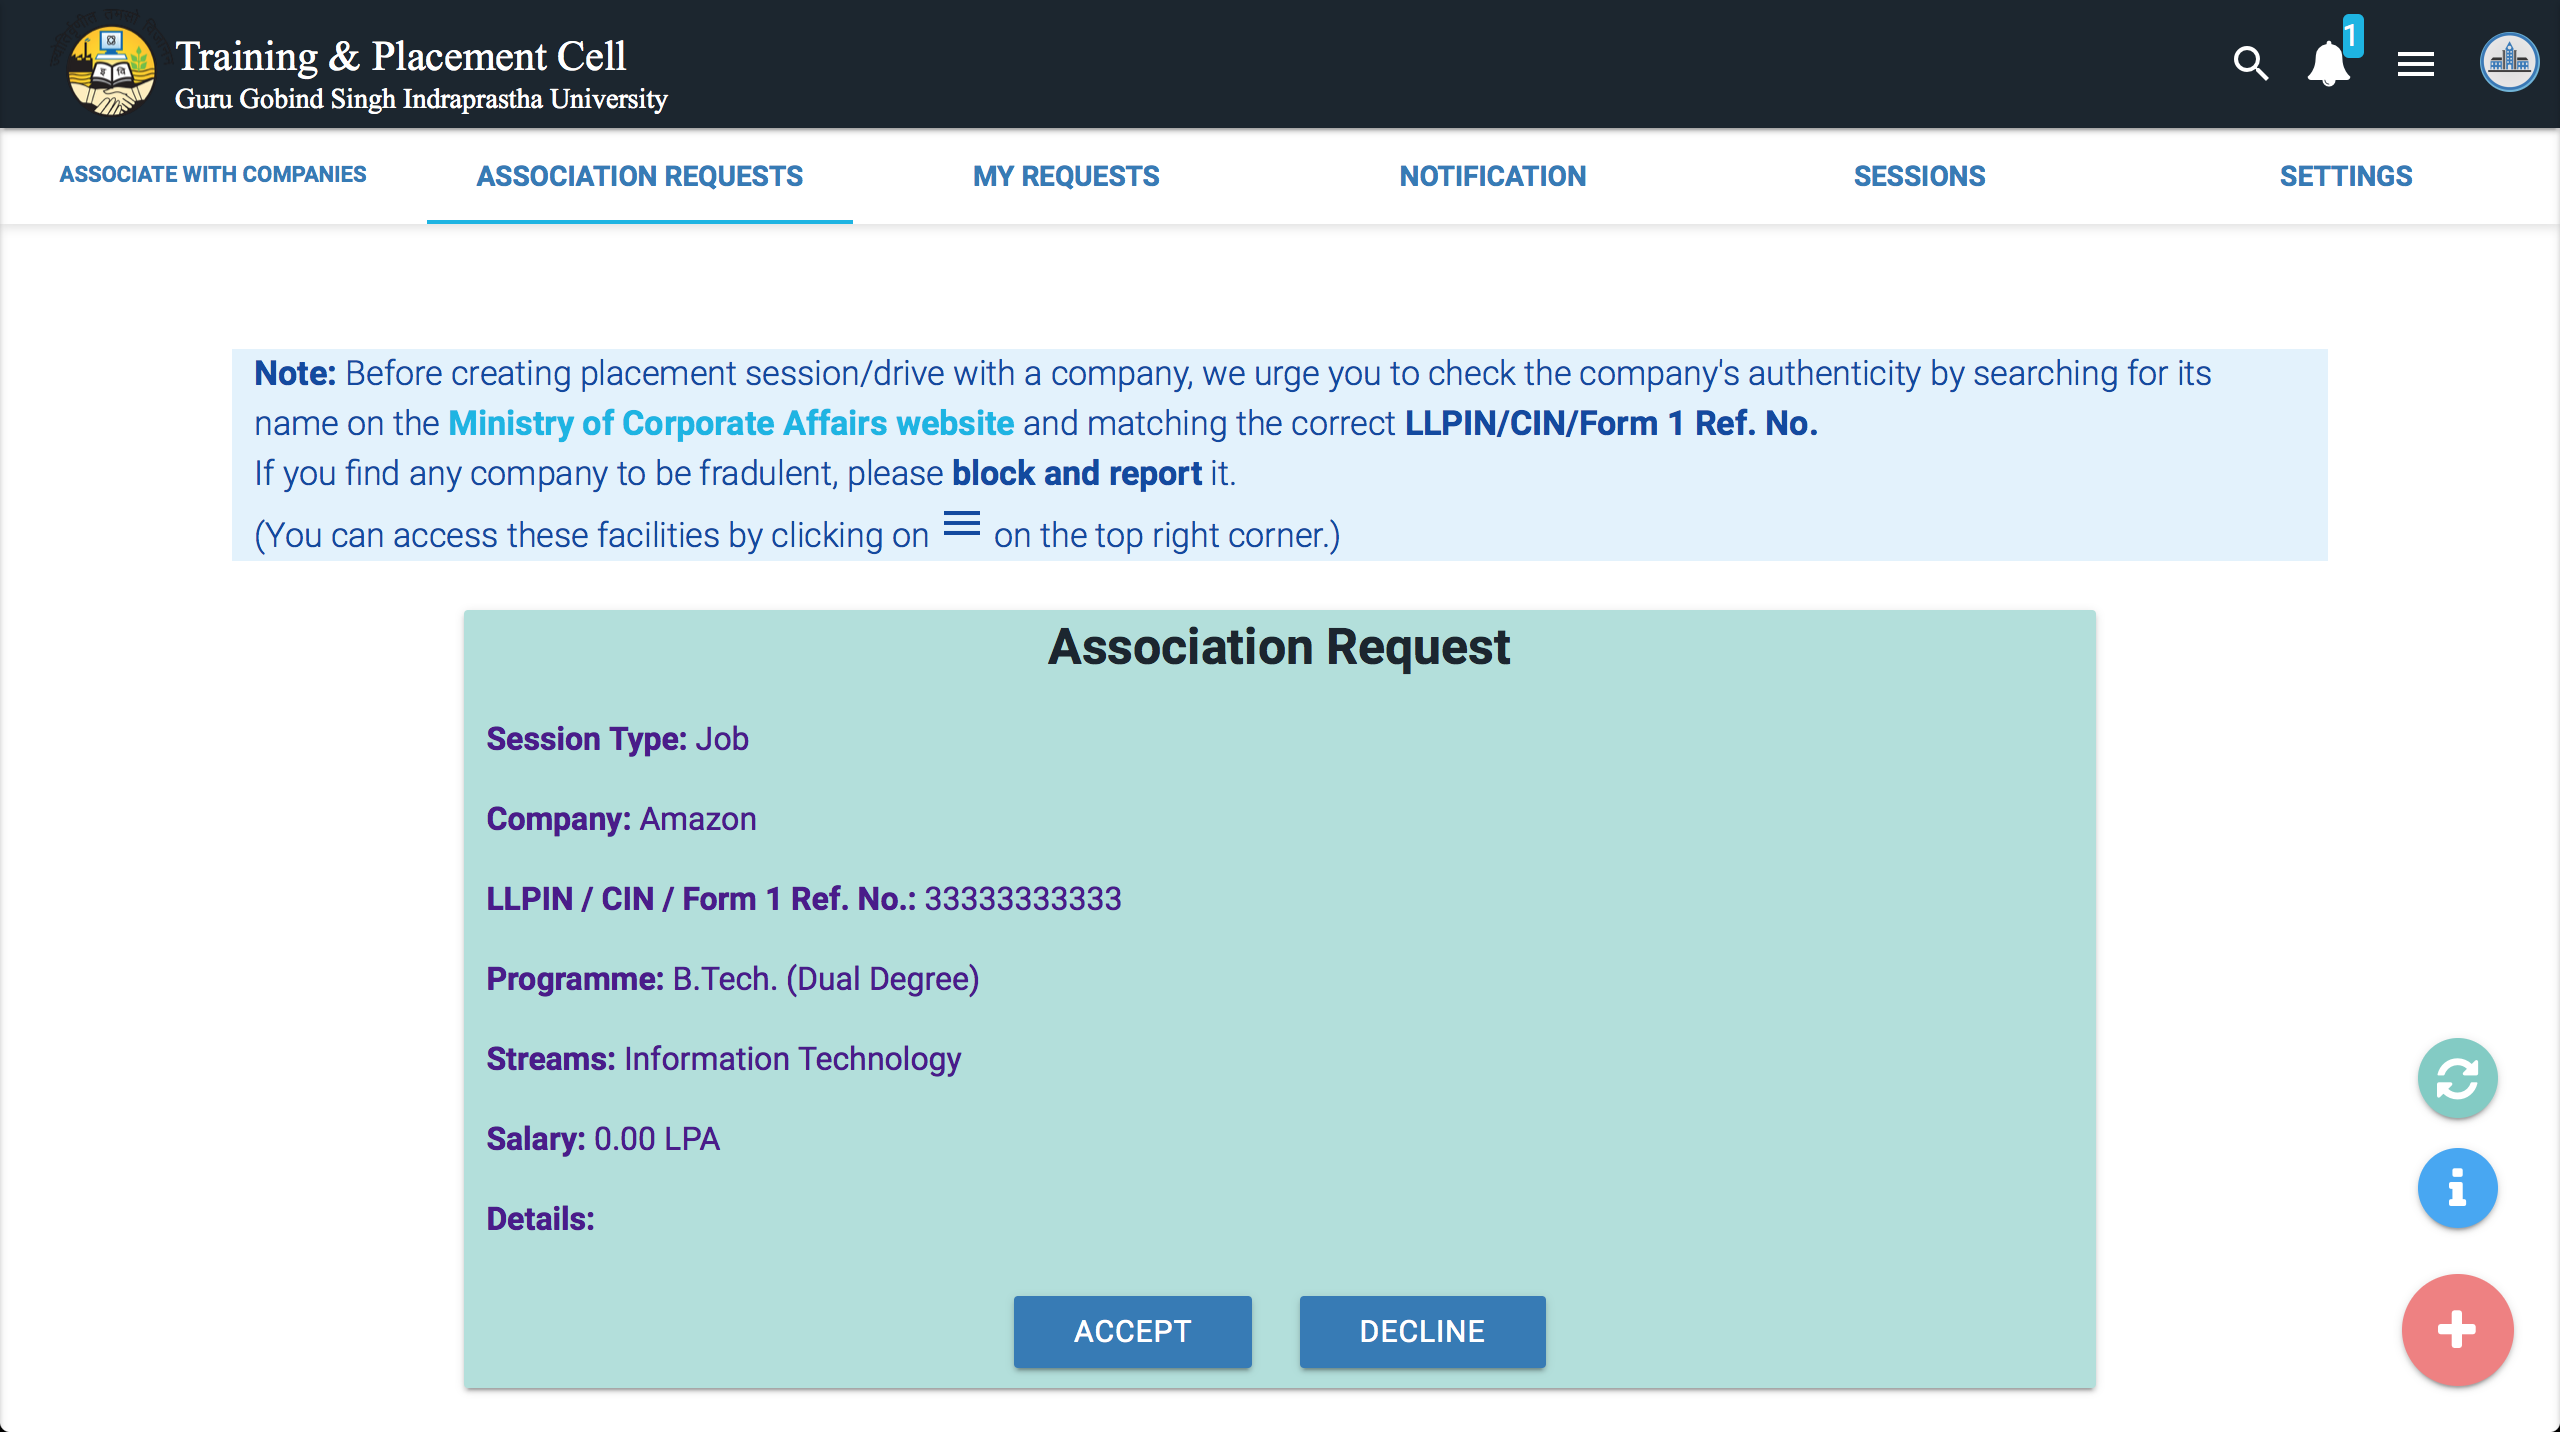 Training & Placement Cell
Guru Gobind Singh Indraprastha University
1
ASSOCIATE WITH COMPANIES
ASSOCIATION REQUESTS
MY REQUESTS
NOTIFICATION
SESSIONS
SETTINGS
Note: Before creating placement session/drive with a company, we urge you to check the company's authenticity by searching for its
name on the Ministry of Corporate Affairs website and matching the correct LLPIN/CIN/Form 1 Ref. No.
If you find any company to be fradulent, please block and report it.
(You can access these facilities by clicking on on the top right corner.)
Association Request
Session Type: Job
Company: Amazon
LLPIN / CIN / Form 1 Ref. No.: 33333333333
Programme: B.Tech. (Dual Degree)
Streams: Information Technology
Salary: 0.00 LPA
Details:
ACCEPT
DECLINE